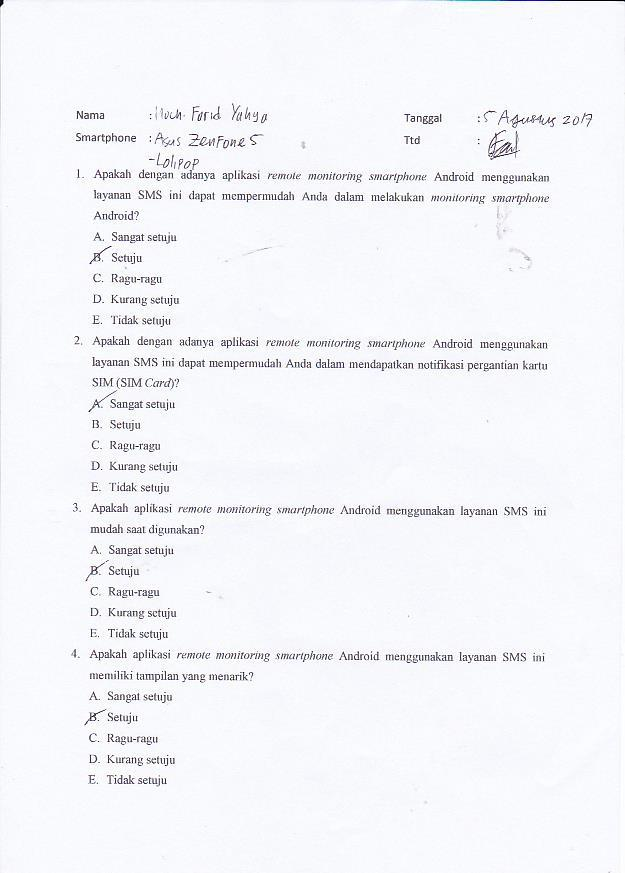 Nama : Moch. Farid Yahya Tanggal : 5 Agustus 2017
Smartphone : Asus Zenfone 5 Ttd :
-Lolipop
1. Apakah dengan adanya aplikasi remote monitoring smartphone Android menggunakan
layanan SMS ini dapat mempermudah Anda dalam melakukan monitoring smartphone
Android?
A. Sangat setuju
B. Setuju
C. Ragu-ragu
D. Kurang setuju
E. Tidak setuju
2. Apakah dengan adanya aplikasi remote monitoring smartphone Android menggunakan
layanan SMS ini dapat mempermudah Anda dalam mendapatkan notifikasi pergantian kartu
SIM (SIM Card)?
A. Sangat setuju
B. Setuju
C. Ragu-ragu
D. Kurang setuju
E. Tidak setuju
3. Apakah aplikasi remote monitoring smartphone Android menggunakan layanan SMS ini
mudah saat digunakan?
A. Sangat setuju
B. Setuju
C. Ragu-ragu
D. Kurang setuju
E. Tidak setuju
4. Apakah aplikasi remote monitoring smartphone Android menggunakan layanan SMS ini
memiliki tampilan yang menarik?
A. Sangat setuju
B. Setuju
C. Ragu-ragu
D. Kurang setuju
E. Tidak setuju